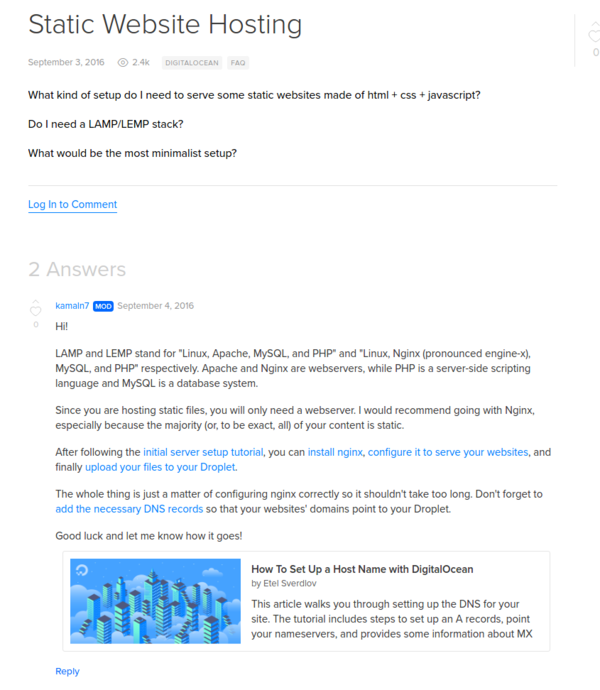 Static Website Hosting
0
September 3, 2016 2.4k DIGITALOCEAN FAQ
What kind of setup do I need to serve some static websites made of html + css + javascript?
Do I need a LAMP/LEMP stack?
What would be the most minimalist setup?
Log In to Comment
2 Answers
kamaln7 MOD September 4, 2016
0
Hi!
LAMP and LEMP stand for "Linux, Apache, MySQL, and PHP" and "Linux, Nginx (pronounced engine-x),
MySQL, and PHP" respectively. Apache and Nginx are webservers, while PHP is a server-side scripting
language and MySQL is a database system.
Since you are hosting static files, you will only need a webserver. I would recommend going with Nginx,
especially because the majority (or, to be exact, all) of your content is static.
After following the initial server setup tutorial, you can install nginx, configure it to serve your websites, and
finally upload your files to your Droplet.
The whole thing is just a matter of configuring nginx correctly so it shouldn't take too long. Don't forget to
add the necessary DNS records so that your websites' domains point to your Droplet.
Good luck and let me know how it goes!
How To Set Up a Host Name with DigitalOcean
by Etel Sverdlov
This article walks you through setting up the DNS for your
site. The tutorial includes steps to set up an A records, point
your nameservers, and provides some information about MX
Reply